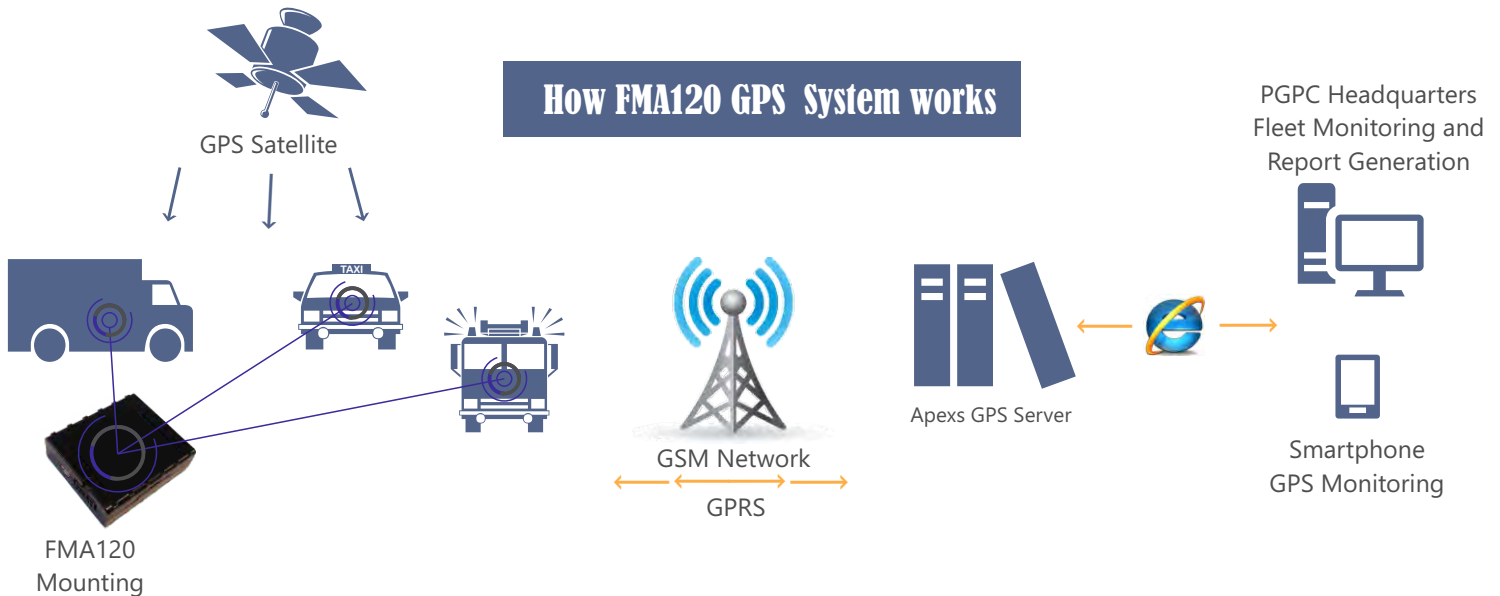 How FMA120 GPS System works
GPS Satellite
PGPC Headquarters
Fleet Monitoring and
Report Generation
TAXI
Apexs GPS Server
GSM Network
GPRS
Smartphone
GPS Monitoring
FMA120
Mounting